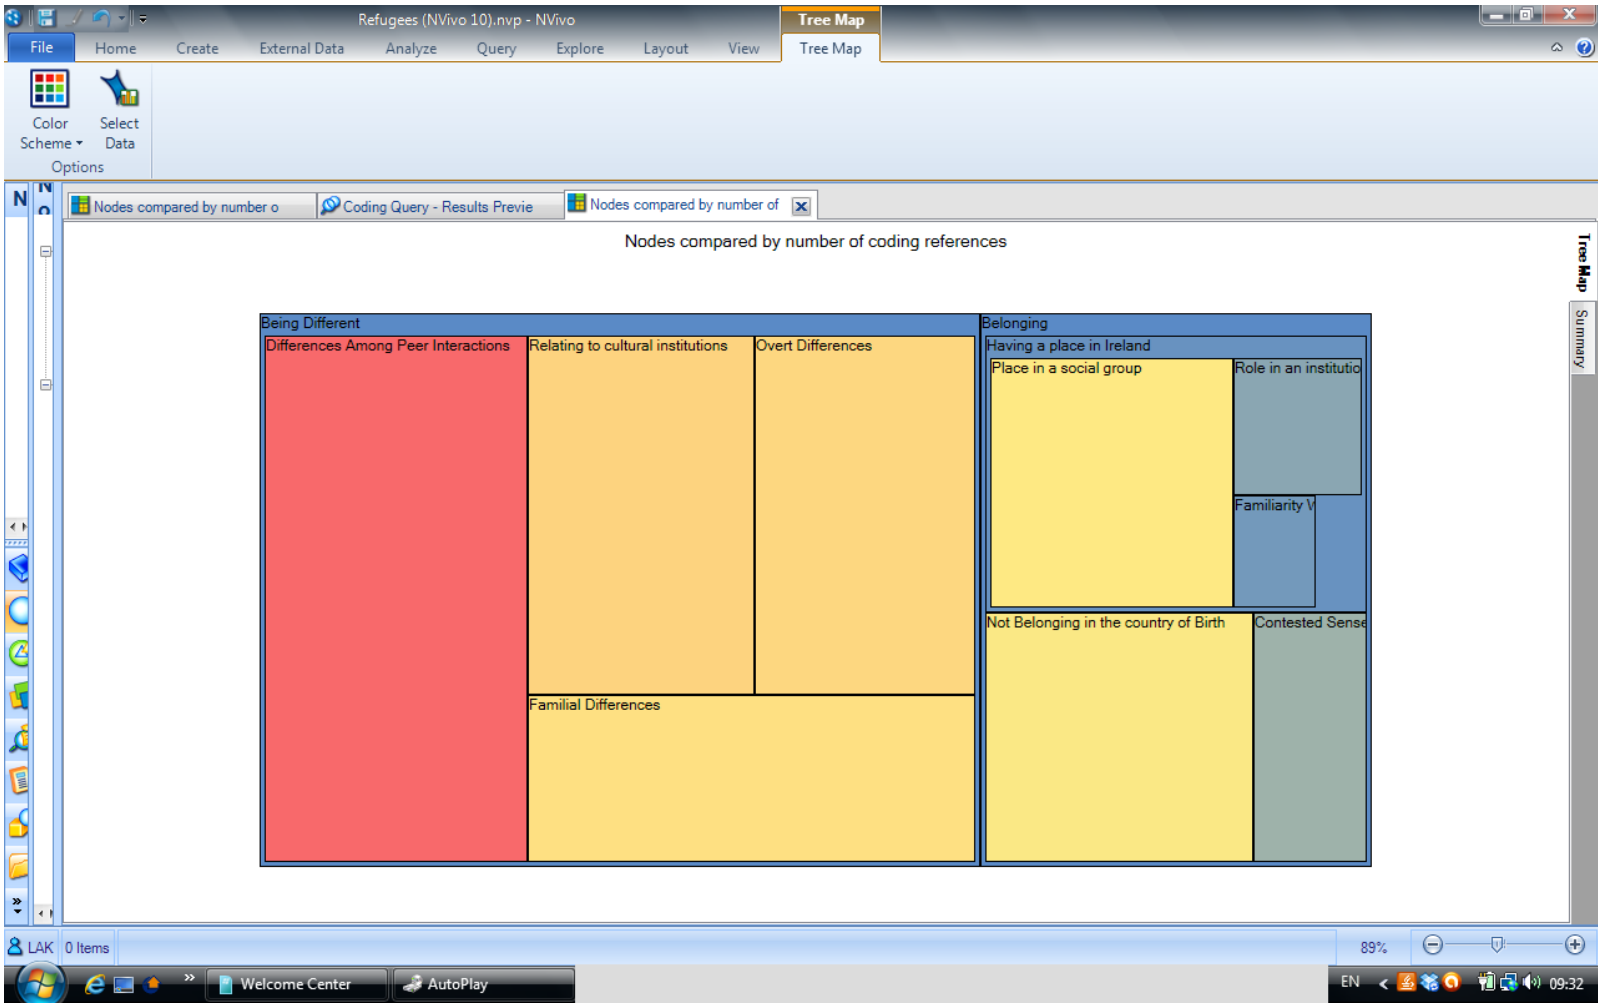 Refugees (NVivo 10).nvp - NVivo
Tree Map
File Home Create External Data Analyze Query Explore Layout View Tree Map
Color Scheme
Select Data
Options
N
N
o
Nodes compared by number o
Coding Query - Results Previe
Nodes compared by number of
Nodes compared by number of coding references
Tree Map
Summary
Being Different
Differences Among Peer Interactions
Relating to cultural institutions
Overt Differences
Familial Differences
Belonging
Having a place in Ireland
Place in a social group
Role in an institutio
Familiarity V
Not Belonging in the country of Birth
Contested Sense
LAK 0 Items 89%
Welcome Center
AutoPlay
EN 09:32